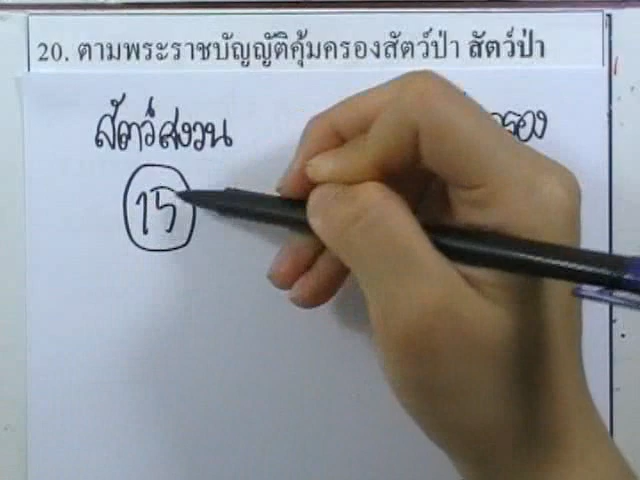 20. ตามพระราชบัญญัติคุ้มครองสัตว์ป่า สัตว์ป่า
สัตว์สงวน
15